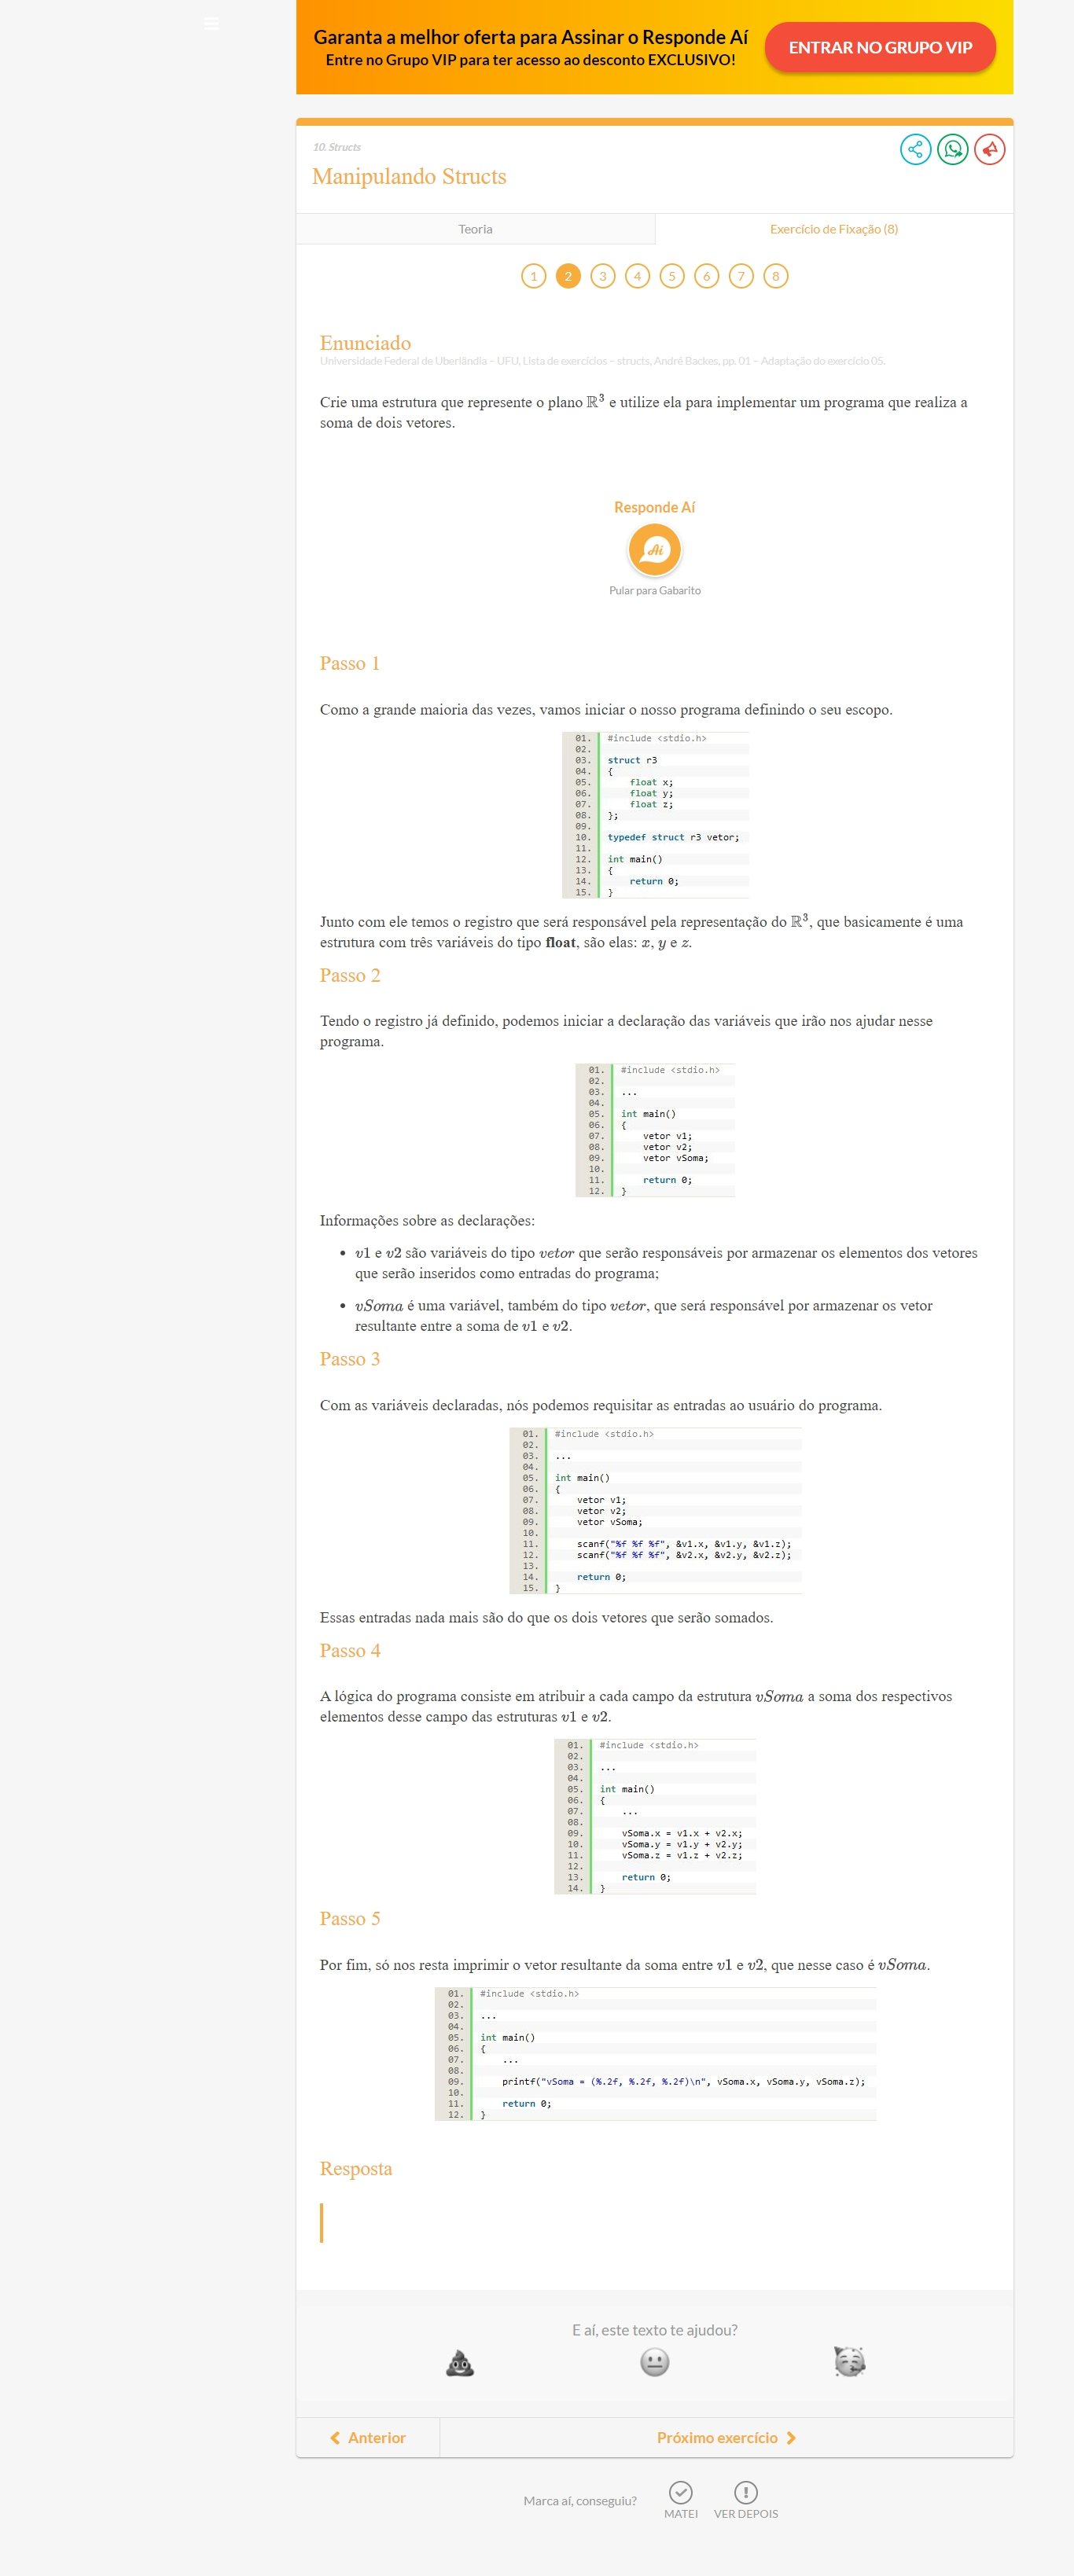 Garanta a melhor oferta para Assinar o Responde Aí
Entre no Grupo VIP para ter acesso ao desconto EXCLUSIVO!
ENTRAR NO GRUPO VIP
10. Structs
Manipulando Structs
Teoria
Exercício de Fixação (8)
1 2 3 4 5 6 7 8
Enunciado
Universidade Federal de Uberlândia – UFU, Lista de exercícios – structs, André Backes, pp. 01 – Adaptação do exercício 05.
Crie uma estrutura que represente o plano ℝ³ e utilize ela para implementar um programa que realiza a
soma de dois vetores.
Responde Aí
Aí
Pular para Gabarito
Passo 1
Como a grande maioria das vezes, vamos iniciar o nosso programa definindo o seu escopo.
01. #include <stdio.h>
02.
03. struct r3
04. {
05.     float x;
06.     float y;
07.     float z;
08. };
09.
10. typedef struct r3 vetor;
11.
12. int main()
13. {
14.     return 0;
15. }
Junto com ele temos o registro que será responsável pela representação do ℝ³, que basicamente é uma
estrutura com três variáveis do tipo float, são elas: x, y e z.
Passo 2
Tendo o registro já definido, podemos iniciar a declaração das variáveis que irão nos ajudar nesse
programa.
01. #include <stdio.h>
02.
03. ...
04.
05. int main()
06. {
07.     vetor v1;
08.     vetor v2;
09.     vetor vSoma;
10.
11.     return 0;
12. }
Informações sobre as declarações:
• v1 e v2 são variáveis do tipo vetor que serão responsáveis por armazenar os elementos dos vetores
que serão inseridos como entradas do programa;
• vSoma é uma variável, também do tipo vetor, que será responsável por armazenar os vetor
resultante entre a soma de v1 e v2.
Passo 3
Com as variáveis declaradas, nós podemos requisitar as entradas ao usuário do programa.
01. #include <stdio.h>
02.
03. ...
04.
05. int main()
06. {
07.     vetor v1;
08.     vetor v2;
09.     vetor vSoma;
10.
11.     scanf("%f %f %f", &v1.x, &v1.y, &v1.z);
12.     scanf("%f %f %f", &v2.x, &v2.y, &v2.z);
13.
14.     return 0;
15. }
Essas entradas nada mais são do que os dois vetores que serão somados.
Passo 4
A lógica do programa consiste em atribuir a cada campo da estrutura vSoma a soma dos respectivos
elementos desse campo das estruturas v1 e v2.
01. #include <stdio.h>
02.
03. ...
04.
05. int main()
06. {
07.     ...
08.
09.     vSoma.x = v1.x + v2.x;
10.     vSoma.y = v1.y + v2.y;
11.     vSoma.z = v1.z + v2.z;
12.
13.     return 0;
14. }
Passo 5
Por fim, só nos resta imprimir o vetor resultante da soma entre v1 e v2, que nesse caso é vSoma.
01. #include <stdio.h>
02.
03. ...
04.
05. int main()
06. {
07.     ...
08.
09.     printf("vSoma = (%.2f, %.2f, %.2f)\n", vSoma.x, vSoma.y, vSoma.z);
10.
11.     return 0;
12. }
Resposta
E aí, este texto te ajudou?
Anterior
Próximo exercício
Marca aí, conseguiu?
MATEI
VER DEPOIS